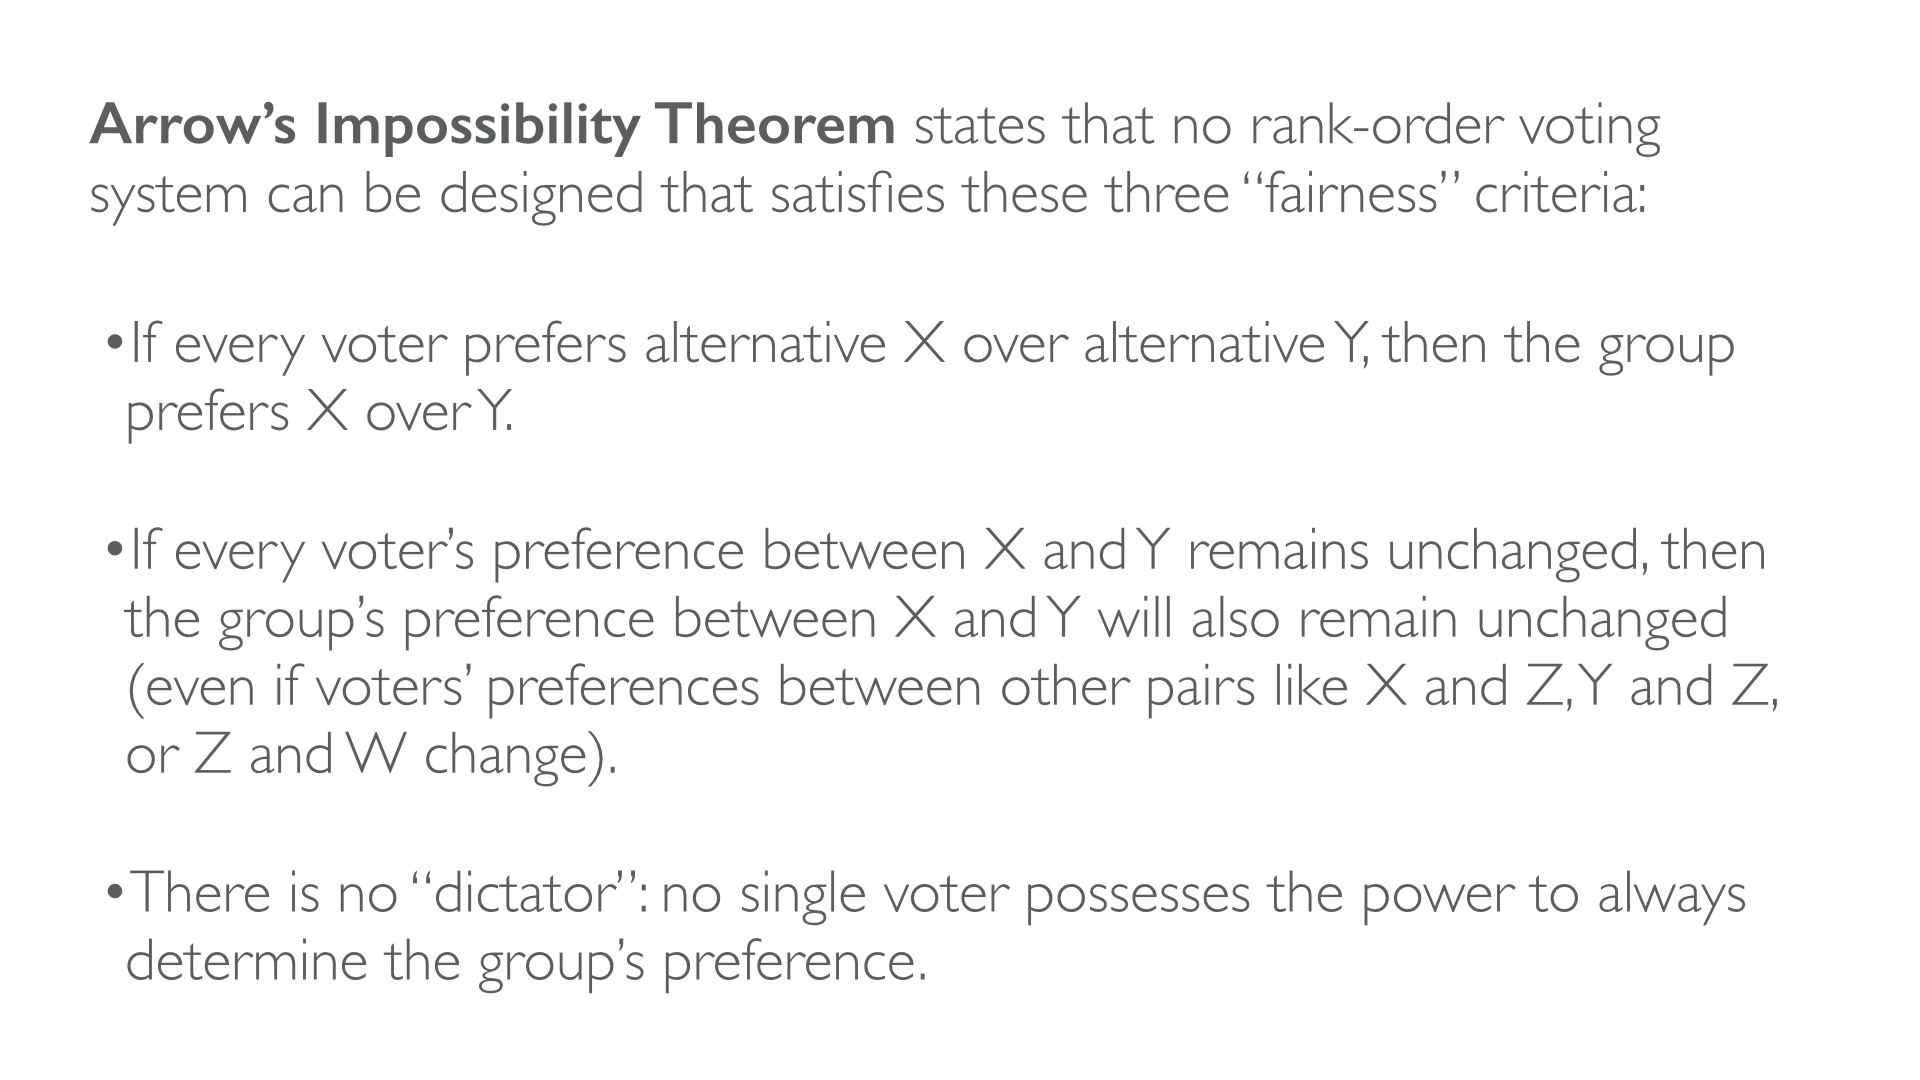 Arrow’s Impossibility Theorem states that no rank-order voting
system can be designed that satisfies these three “fairness” criteria:
•If every voter prefers alternative X over alternative Y, then the group
prefers X over Y.
•If every voter’s preference between X and Y remains unchanged, then
the group’s preference between X and Y will also remain unchanged
(even if voters’ preferences between other pairs like X and Z, Y and Z,
or Z and W change).
•There is no “dictator”: no single voter possesses the power to always
determine the group’s preference.